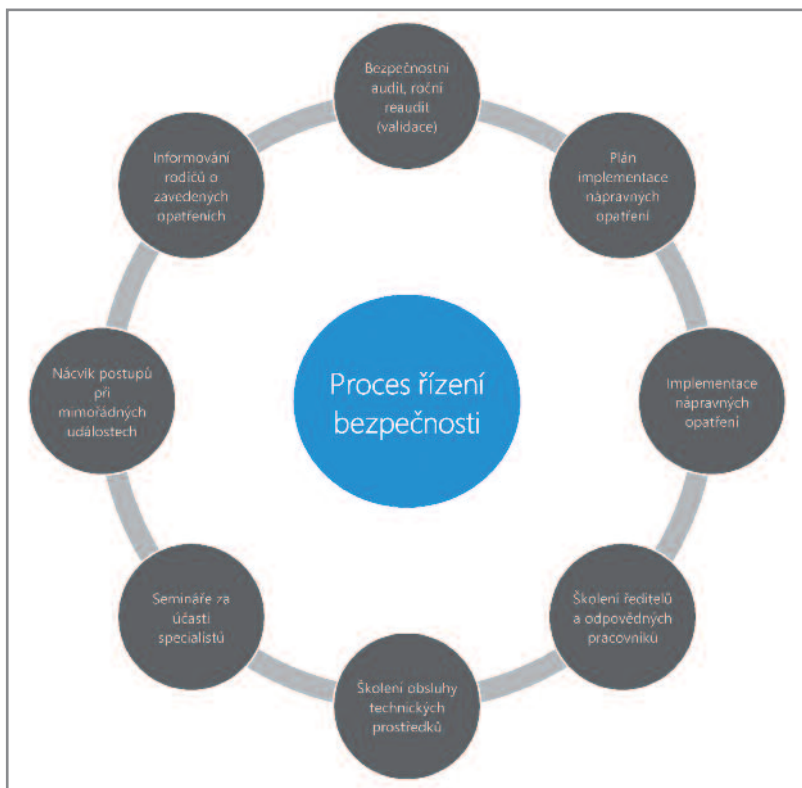 Bezpečnostní
audit, roční
reaudit
(validace)
Plán
implementace
nápravných
opatření
Implementace
nápravných
opatření
Školení ředitelů
a odpovědných
pracovníků
Školení obsluhy
technických
prostředků
Semináře za
účasti
specialistů
Nácvik postupů
při
mimořádných
událostech
Informování
rodičů o
zavedených
opatřeních
Proces řízení
bezpečnosti